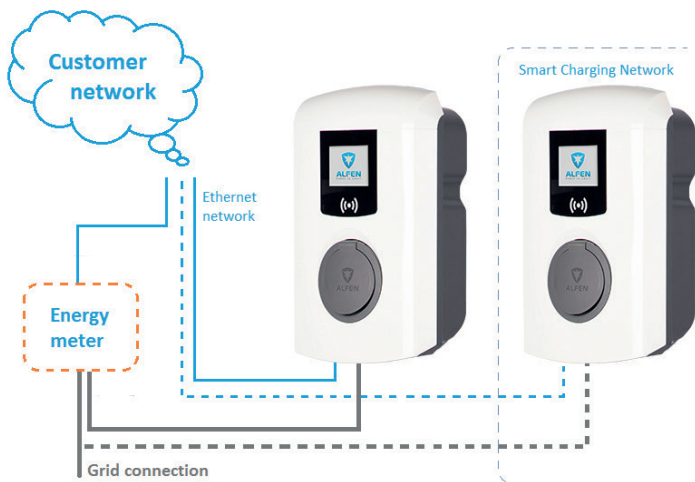 Customer
network
Smart Charging Network
ALFEN
ALFEN
Ethernet
network
ALFEN
ALFEN
Energy
meter
Grid connection